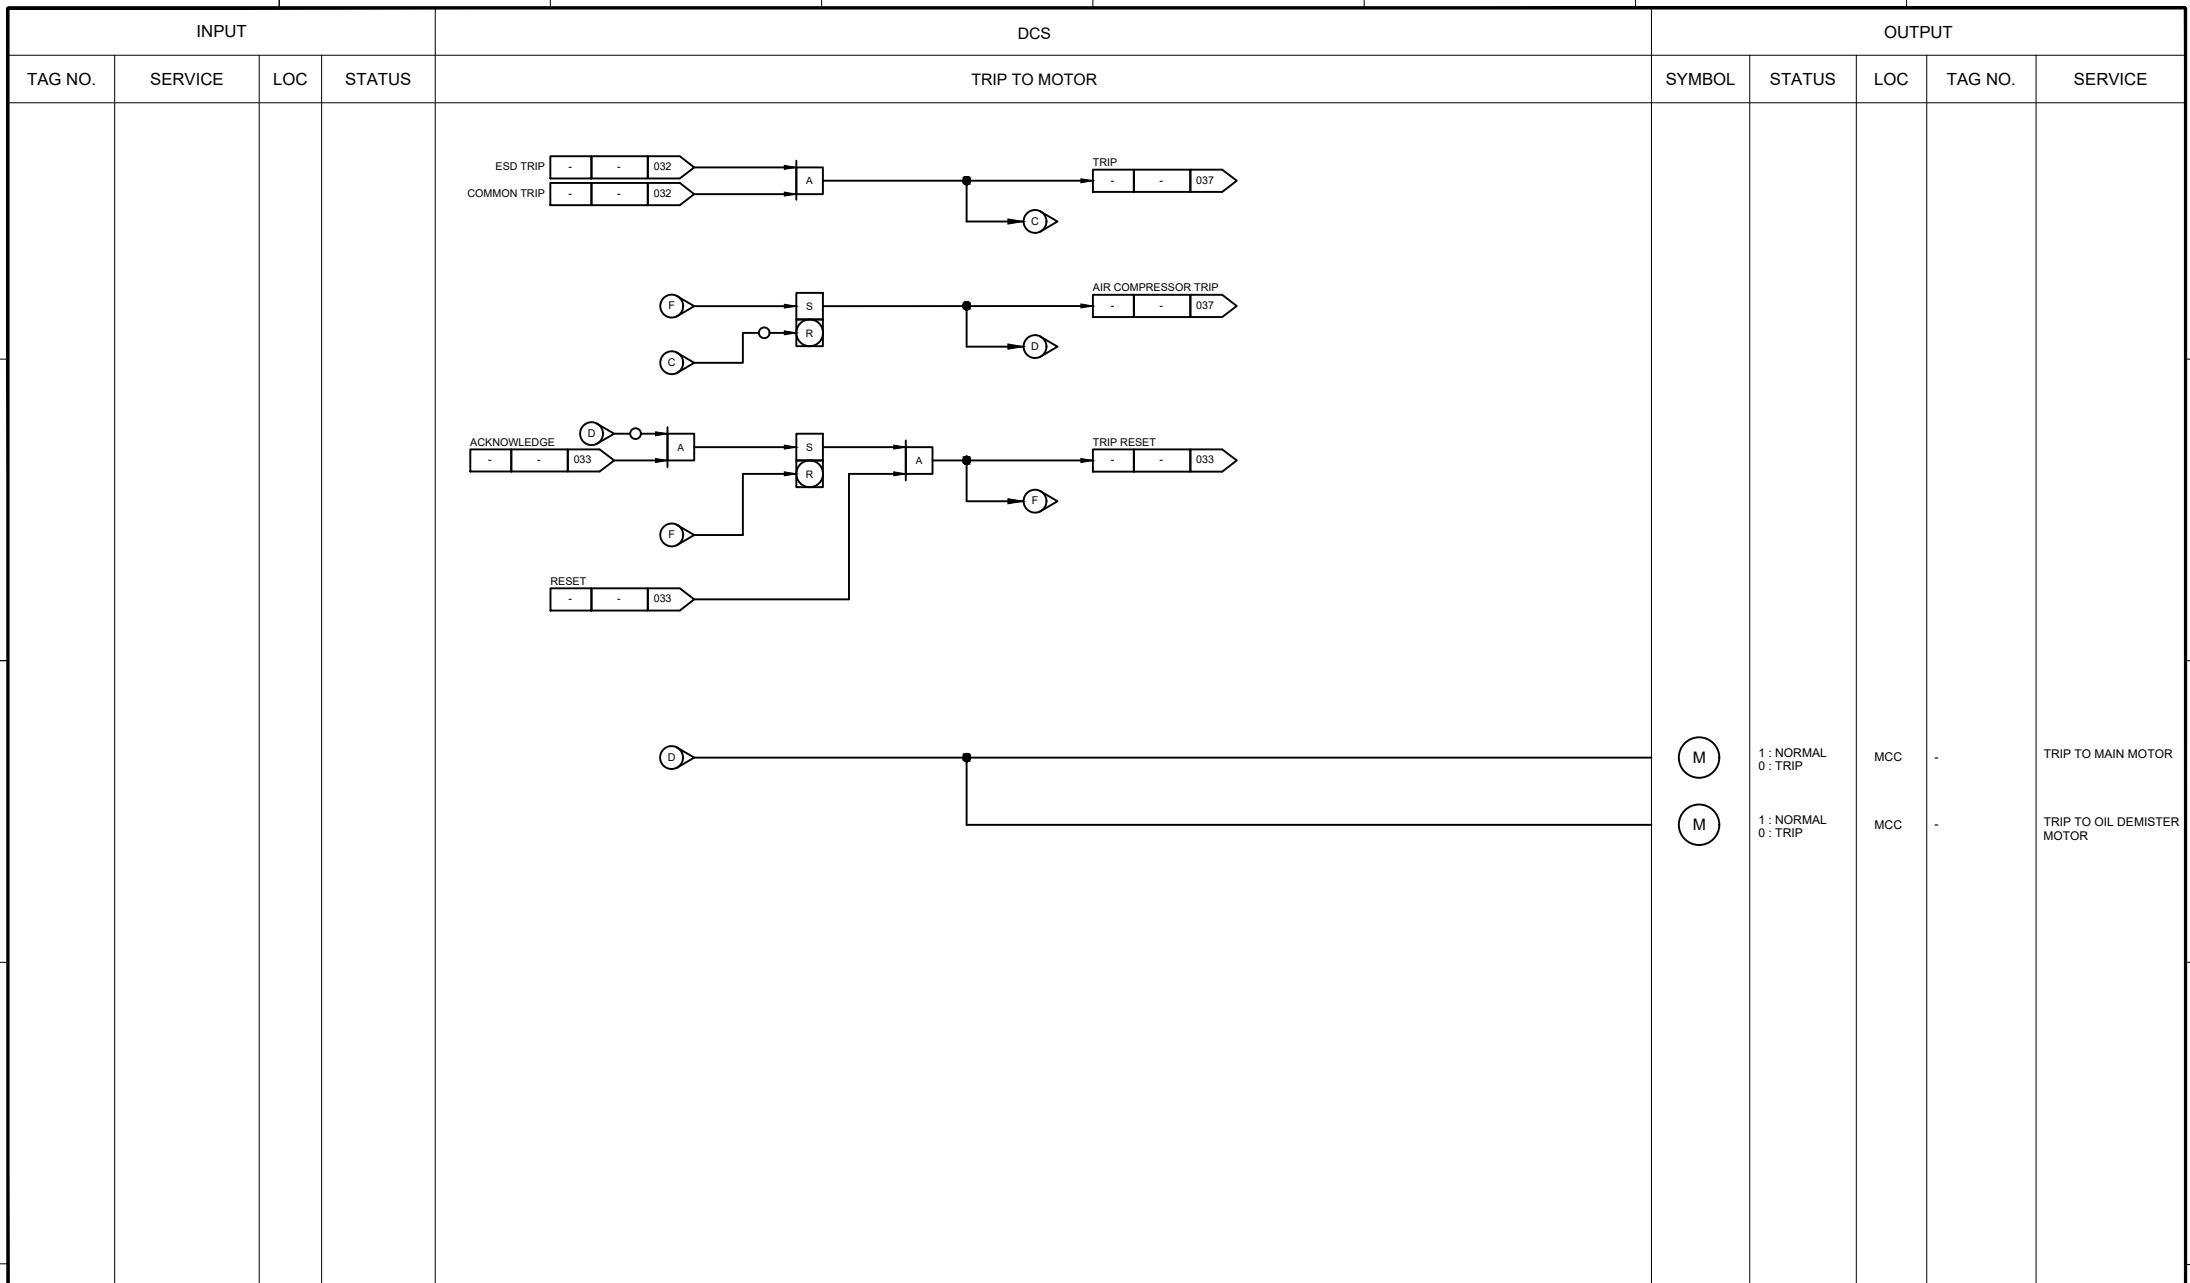 INPUT DCS OUTPUT
TAG NO. SERVICE LOC STATUS TRIP TO MOTOR SYMBOL STATUS LOC TAG NO. SERVICE
ESD TRIP - - 032
COMMON TRIP - - 032
A
TRIP
- - 037
C
F
C
S
R
AIR COMPRESSOR TRIP
- - 037
D
D
ACKNOWLEDGE
- - 033
A
F
S
R
A
TRIP RESET
- - 033
F
RESET
- - 033
D
M
1 : NORMAL
0 : TRIP
MCC
-
TRIP TO MAIN MOTOR
M
1 : NORMAL
0 : TRIP
MCC
-
TRIP TO OIL DEMISTER
MOTOR